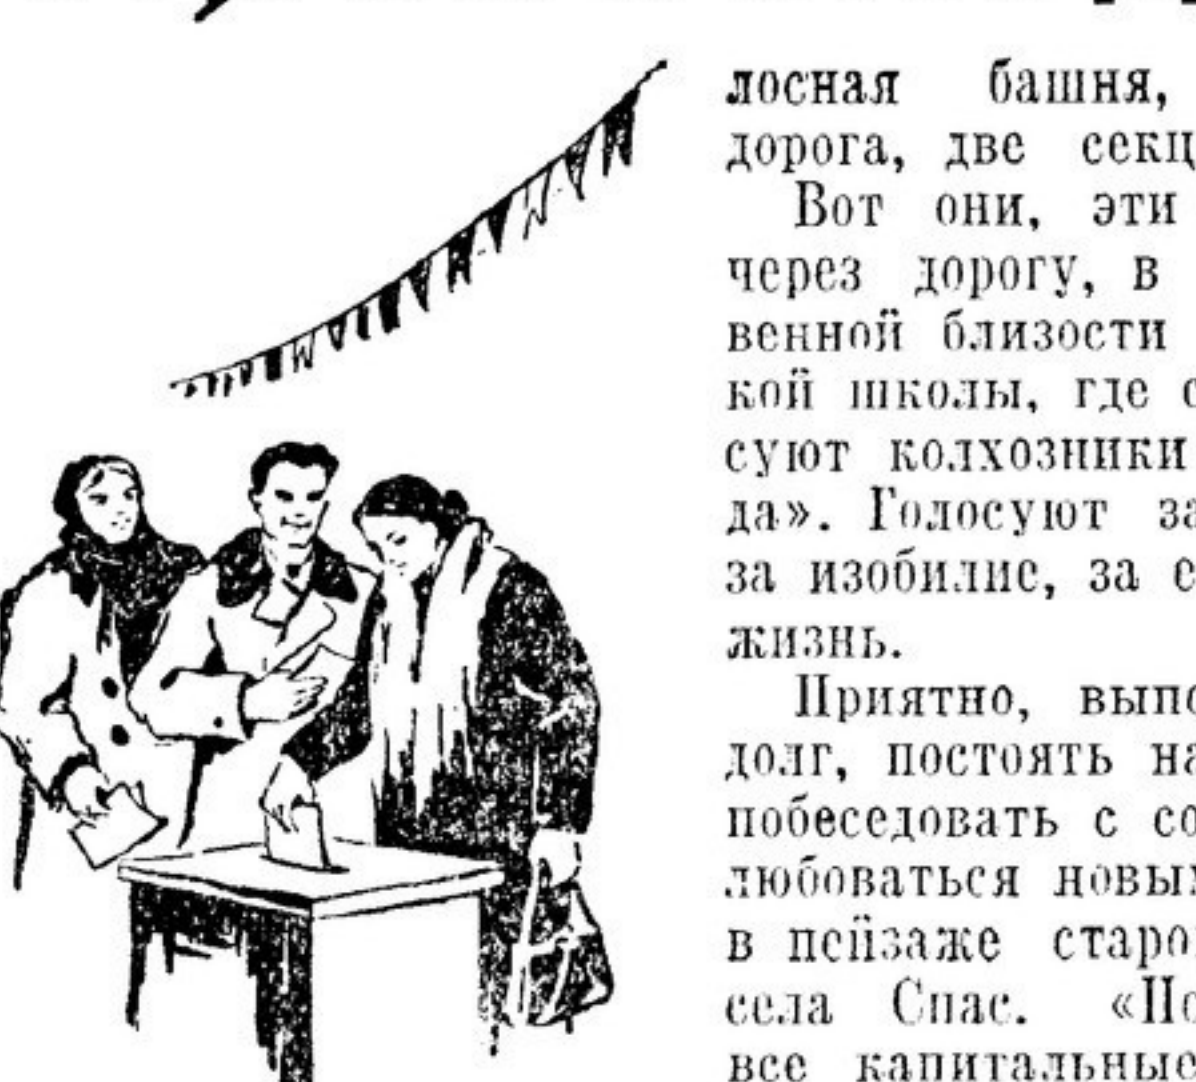 лосная башня,
дорога, две секц
Вот они, эти
через дорогу, в
венной близости
кой школы, где с
суют колхозники
да». Голосуют за
за изобилие, за с
жизнь.
Приятно, выпо
долг, постоять на
побеседовать с со
любоваться новым
в пейзаже старо
села Спас. «По
все капитальные